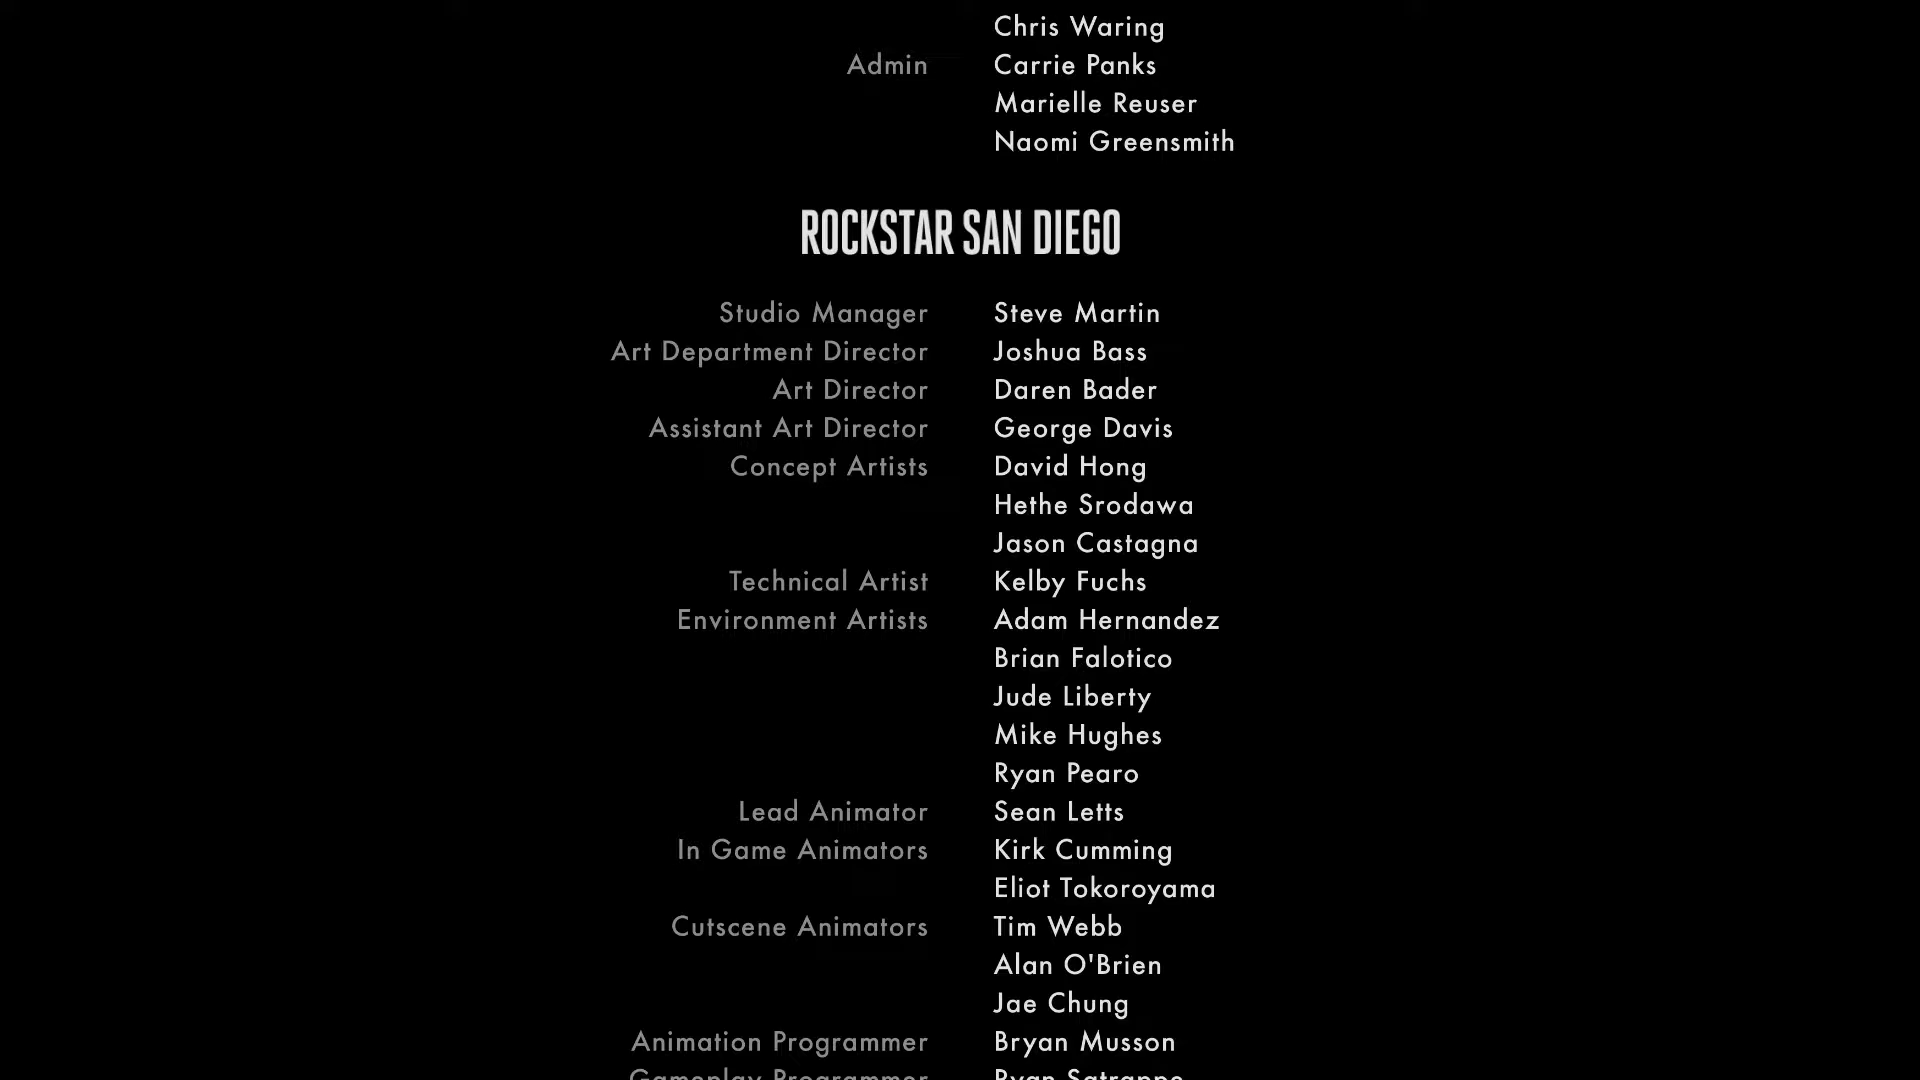 Chris Waring
Admin Carrie Panks
Marielle Reuser
Naomi Greensmith
ROCKSTAR SAN DIEGO
Studio Manager Steve Martin
Art Department Director Joshua Bass
Art Director Daren Bader
Assistant Art Director George Davis
Concept Artists David Hong
Hethe Srodawa
Jason Castagna
Technical Artist Kelby Fuchs
Environment Artists Adam Hernandez
Brian Falotico
Jude Liberty
Mike Hughes
Ryan Pearo
Lead Animator Sean Letts
In Game Animators Kirk Cumming
Eliot Tokoroyama
Cutscene Animators Tim Webb
Alan O'Brien
Jae Chung
Animation Programmer Bryan Musson
Gameplay Programmer Ryan Satrappe